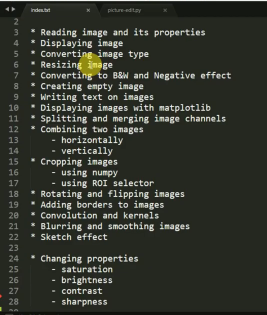 index.txt
picture-edit.py
2
3 * Reading image and its properties
4 * Displaying image
5 * Converting image type
6 * Resizing image
7 * Converting to B&W and Negative effect
8 * Creating empty image
9 * Writing text on images
10 * Displaying images with matplotlib
11 * Splitting and merging image channels
12 * Combining two images
13 - horizontally
14 - vertically
15 * Cropping images
16 - using numpy
17 - using ROI selector
18 * Rotating and flipping images
19 * Adding borders to images
20 * Convolution and kernels
21 * Blurring and smoothing images
22 * Sketch effect
23
24 * Changing properties
25 - saturation
26 - brightness
27 - contrast
28 - sharpness